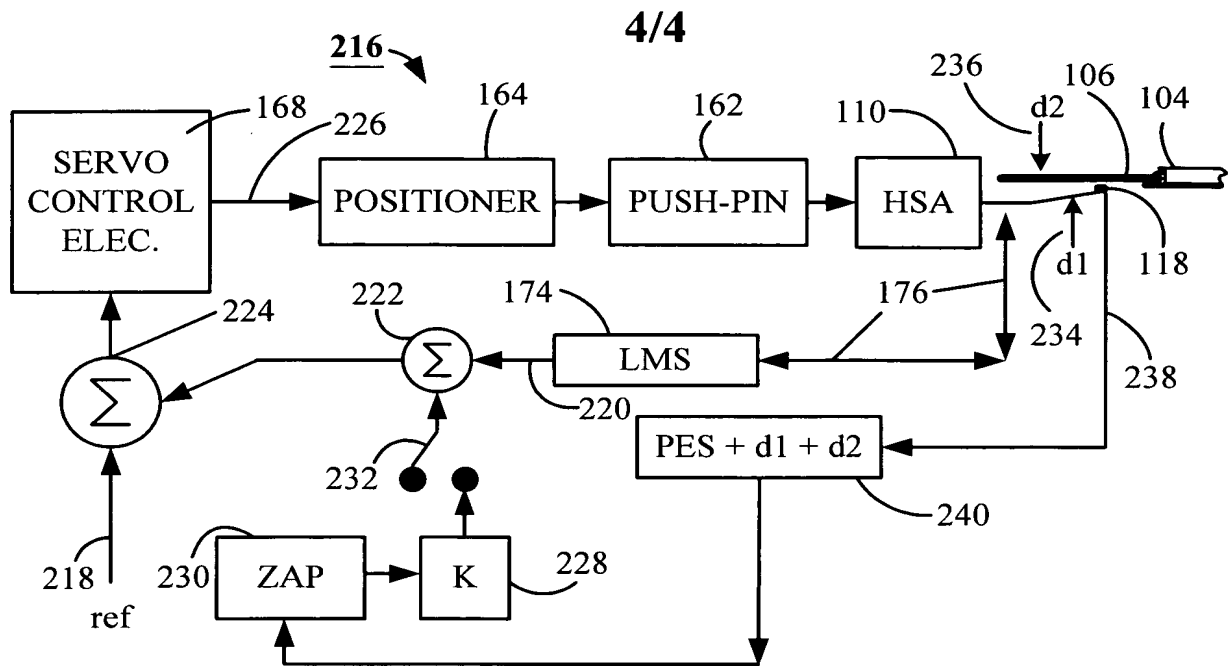 4/4
216
236
106
104
d2
168
226
164
162
110
SERVO
CONTROL
ELEC.
POSITIONER
PUSH-PIN
HSA
d1
118
234
176
174
222
224
LMS
Σ
Σ
220
238
232
PES + d1 + d2
240
218
230
ZAP
K
228
ref